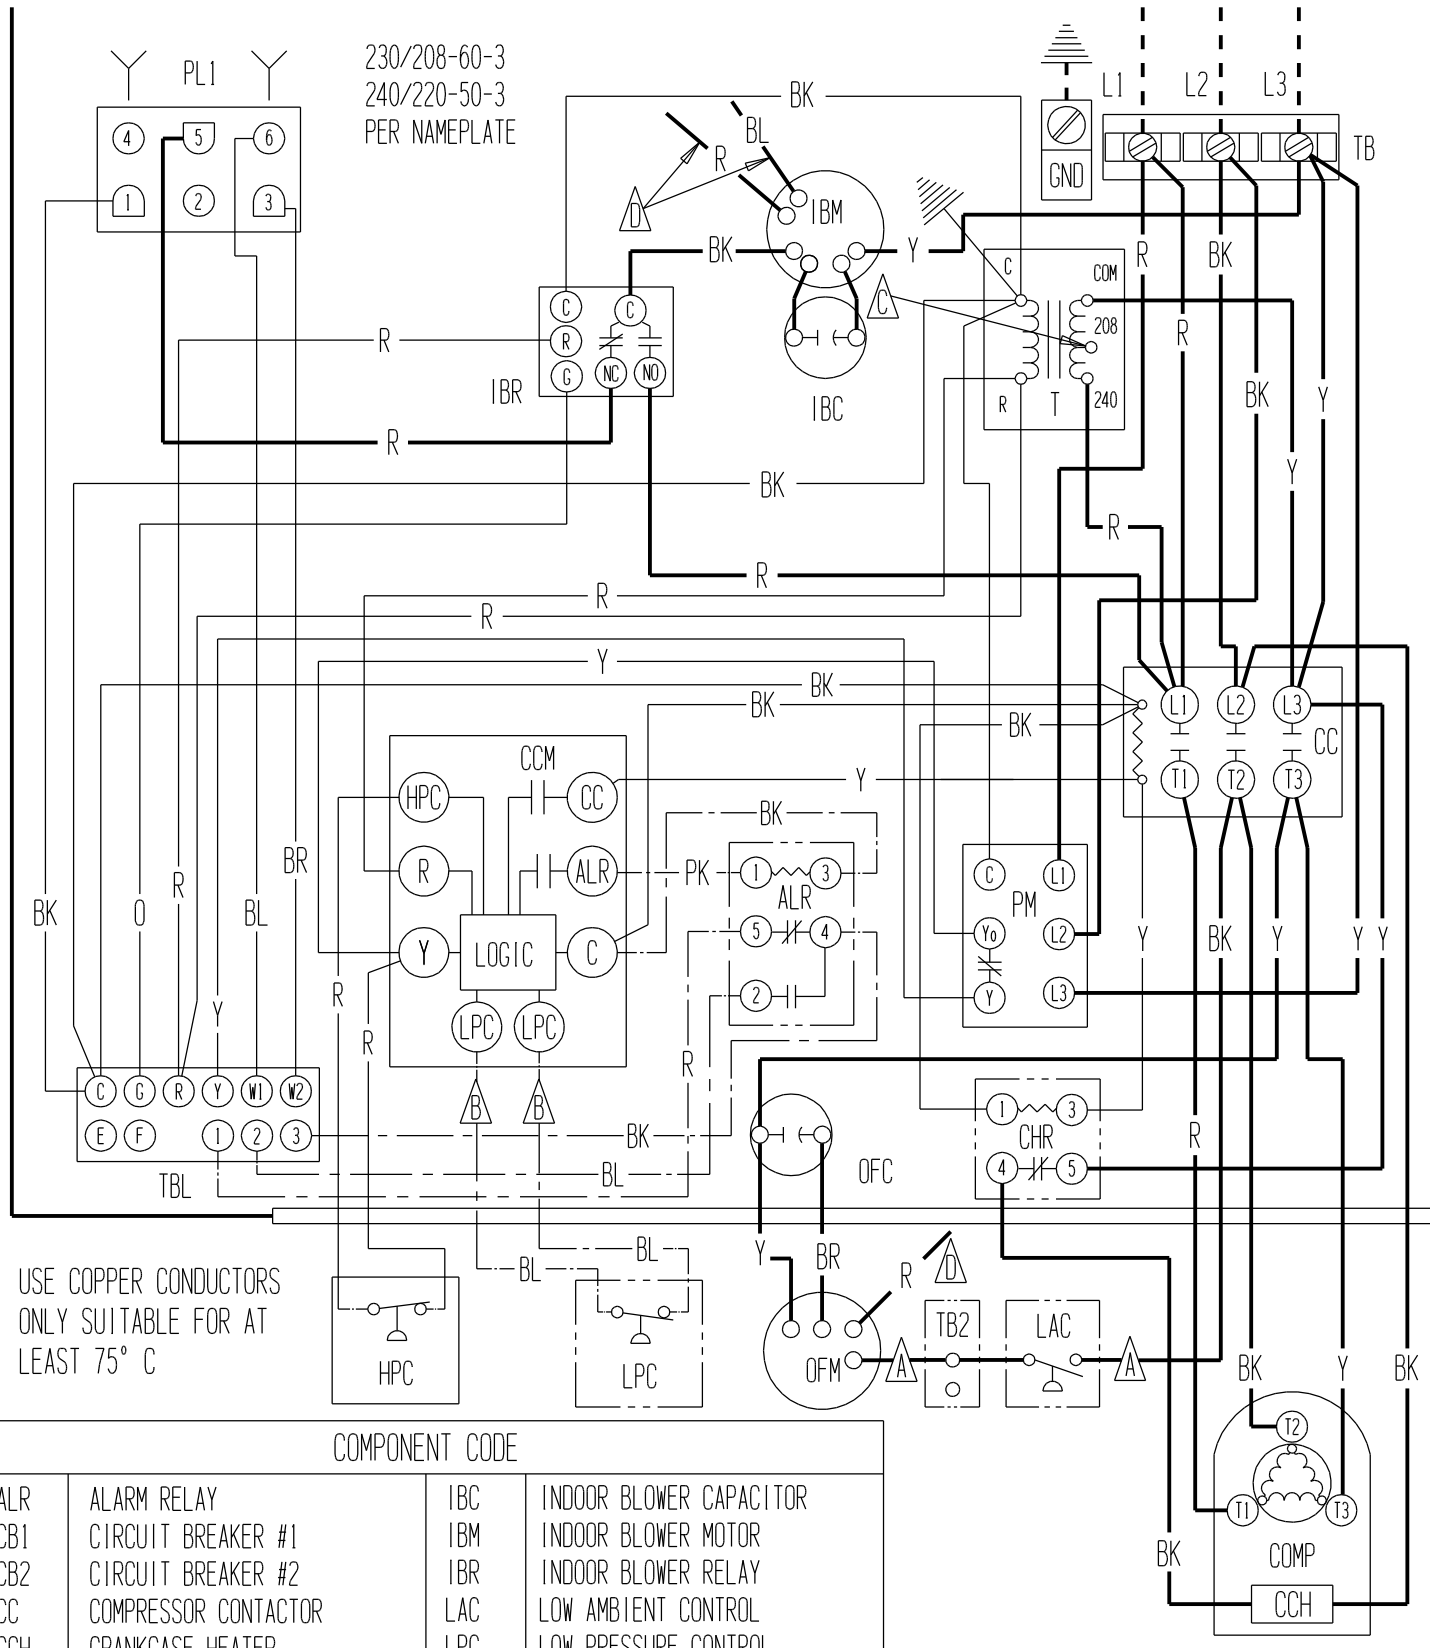 PL1
4
5
6
1
2
3
230/208-60-3
240/220-50-3
PER NAMEPLATE
BK
BL
R
D
IBM
BK
Y
IBC
C
GND
L1
L2
L3
TB
C
COM
208
240
R
T
R
BK
R
BK
Y
Y
C
R
G
C
NC
NO
IBR
R
R
BK
R
R
R
R
Y
BK
BK
BK
Y
L1
L2
L3
CC
T1
T2
T3
CCM
HPC
CC
R
ALR
Y
LOGIC
C
LPC
LPC
BK
PK
1
3
ALR
5
4
2
C
L1
PM
Yo
L2
Y
L3
Y
BK
Y
Y
Y
BK
O
R
BL
BR
Y
R
R
R
B
B
C
G
R
Y
W1
W2
E
F
1
2
3
TBL
BK
BL
1
3
CHR
4
5
R
OFC
USE COPPER CONDUCTORS
ONLY SUITABLE FOR AT
LEAST 75° C
BL
BL
HPC
LPC
Y
BR
R
D
OFM
A
TB2
LAC
A
BK
Y
BK
T2
T1
T3
COMP
BK
CCH
COMPONENT CODE
ALR ALARM RELAY IBC INDOOR BLOWER CAPACITOR
CB1 CIRCUIT BREAKER #1 IBM INDOOR BLOWER MOTOR
CB2 CIRCUIT BREAKER #2 IBR INDOOR BLOWER RELAY
CC COMPRESSOR CONTACTOR LAC LOW AMBIENT CONTROL
CCH CRANKCASE HEATER LPC LOW PRESSURE CONTROL